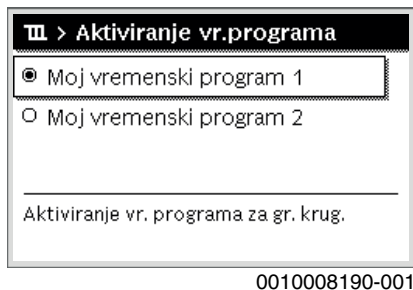 > Aktiviranje vr.programa
Moj vremenski program 1
Moj vremenski program 2
Aktiviranje vr. programa za gr. krug.
0010008190-001